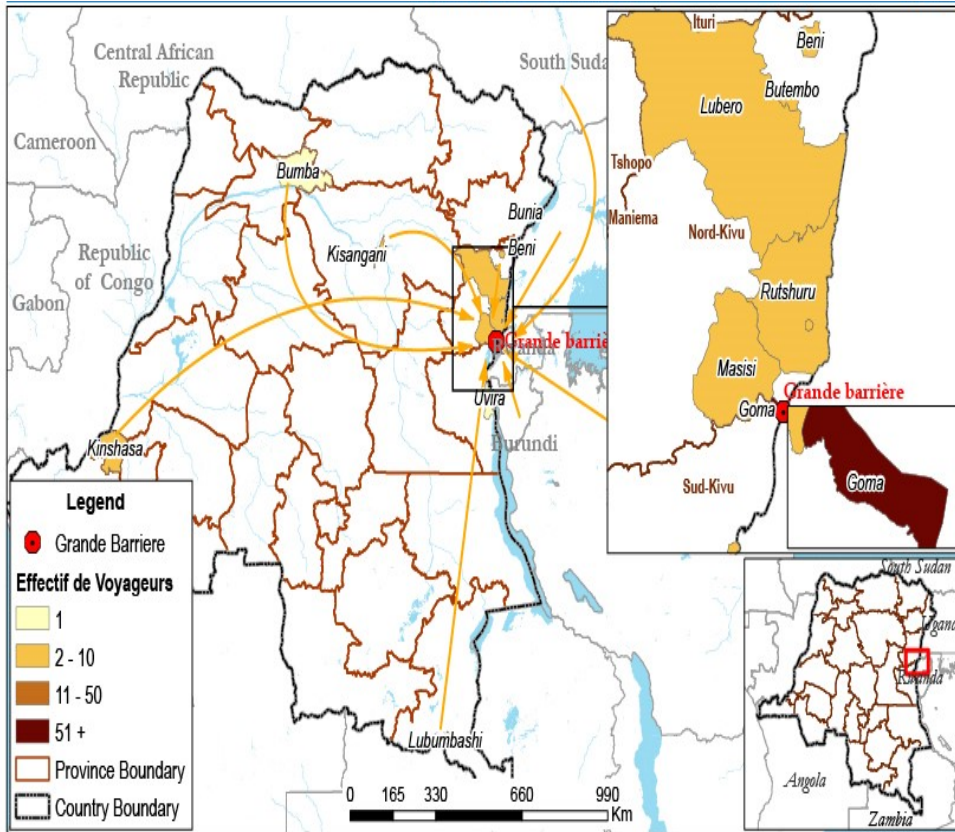 Central African
Republic
South Suda
Cameroon
Bumba
Bunia
Republic
of Congo
Kisangani
Beni
Gabon
Grande barriè
Uvira
Burundi
Kinshasa
Lubumbashi
Legend
Grande Barriere
Effectif de Voyageurs
1
2 - 10
11 - 50
51 +
Province Boundary
Country Boundary
0 165 330 660 990
Km
Ituri
Beni
Butembo
Lubero
Tshopo
Maniema
Nord-Kivu
Rutshuru
Masisi
Grande barrière
Goma
Goma
Sud-Kivu
South Sudan
Ugand
Rwanda
Angola
Zambia